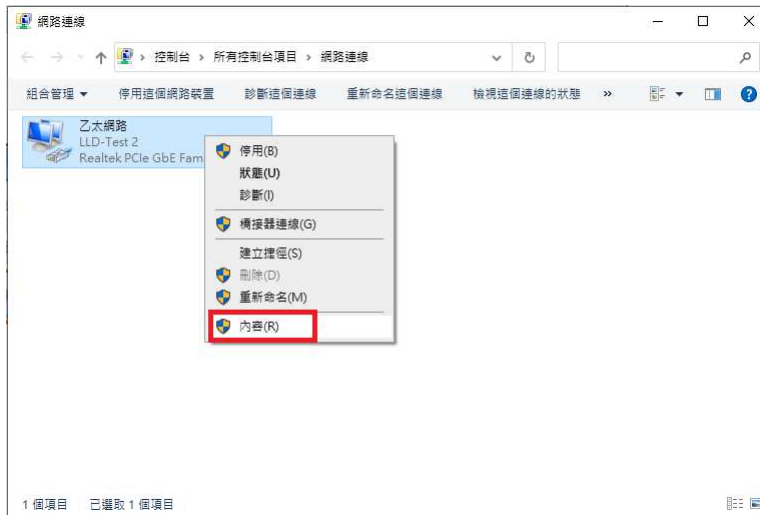 網路連線
控制台 › 所有控制台項目 › 網路連線
組合管理 停用這個網路裝置 診斷這個連線 重新命名這個連線 檢視這個連線的狀態 »
乙太網路
LLD-Test 2
Realtek PCIe GbE Fam
停用(B)
狀態(U)
診斷(I)
橋接器連線(G)
建立捷徑(S)
刪除(D)
重新命名(M)
內容(R)
1 個項目 已選取 1 個項目